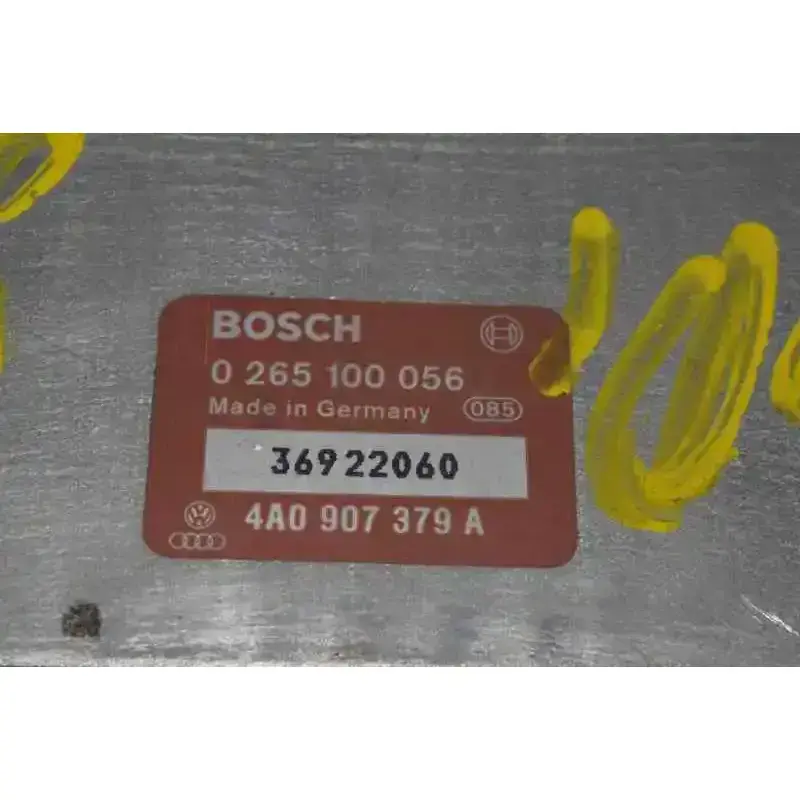 BOSCH
0 265 100 056
Made in Germany 085
36922060
4A0 907 379 A